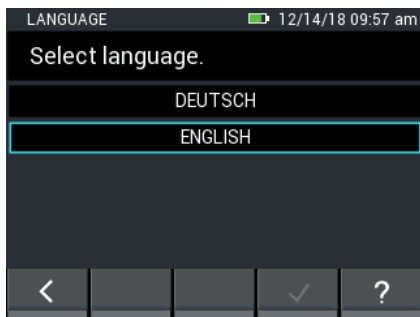 LANGUAGE 12/14/18 09:57 am
Select language.
DEUTSCH
ENGLISH
?